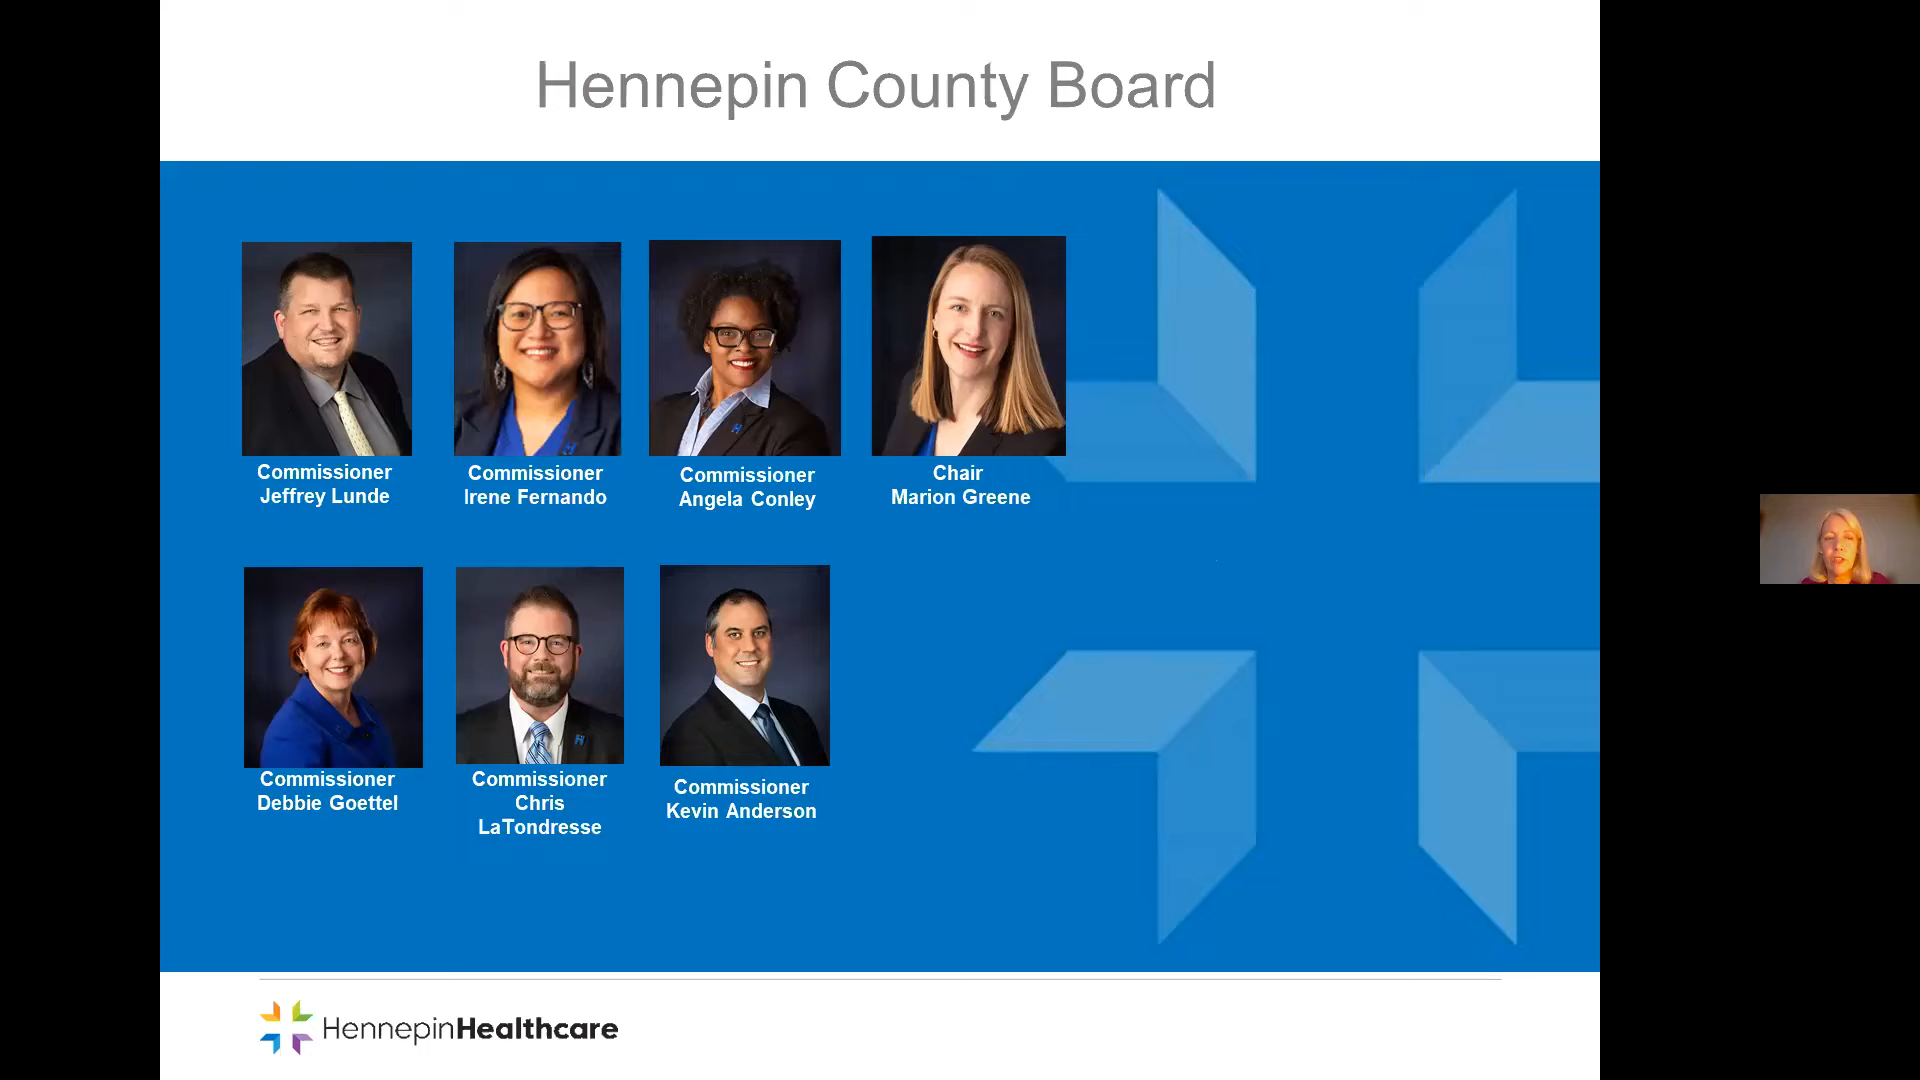 Hennepin County Board
Commissioner
Jeffrey Lunde
Commissioner
Irene Fernando
Commissioner
Angela Conley
Chair
Marion Greene
Commissioner
Debbie Goettel
Commissioner
Chris
LaTondresse
Commissioner
Kevin Anderson
HennepinHealthcare